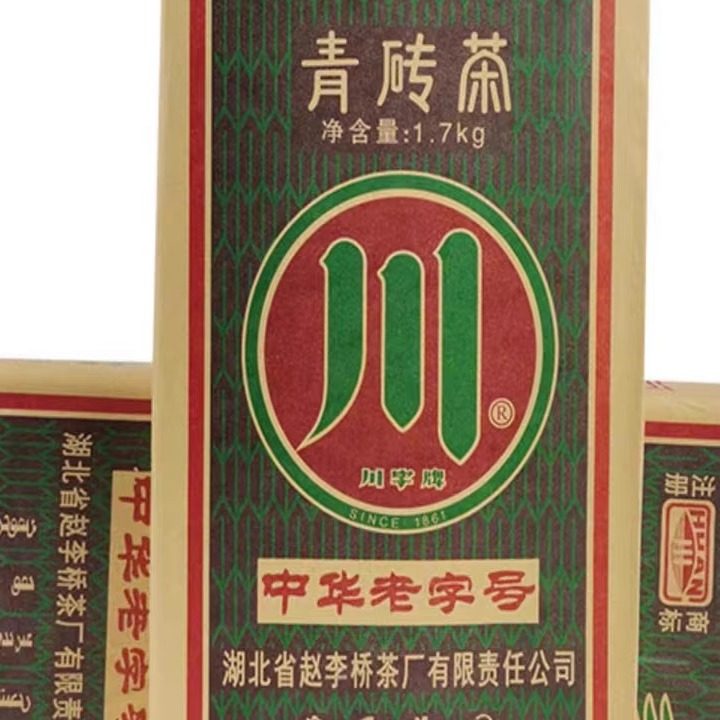 青砖茶
净含量:1.7kg
川
®
川字牌
SINCE 1861
中华老字号
湖北省赵李桥茶厂有限责任公司
湖北省赵李桥茶厂有限责
中华老字号
注册
商标